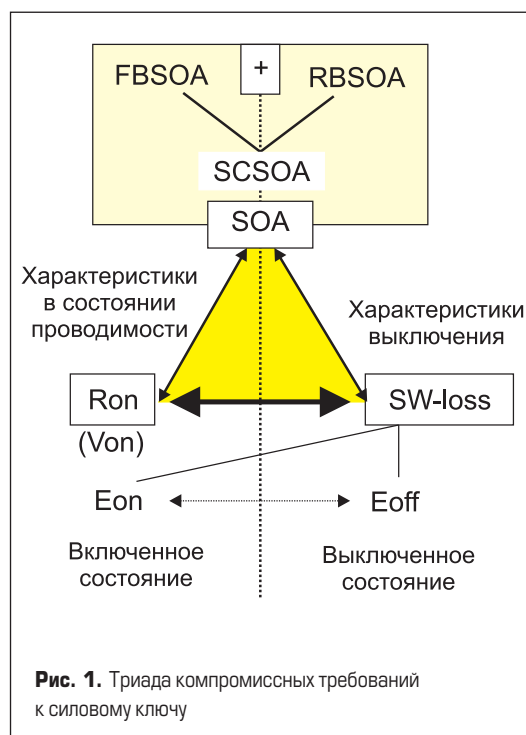 +
FBSOA
RBSOA
SCSOA
SOA
Характеристики
в состоянии
проводимости
Характеристики
выключения
Ron
(Von)
SW-loss
Eon
Eoff
Включенное
состояние
Выключенное
состояние
Рис. 1. Триада компромиссных требований
к силовому ключу